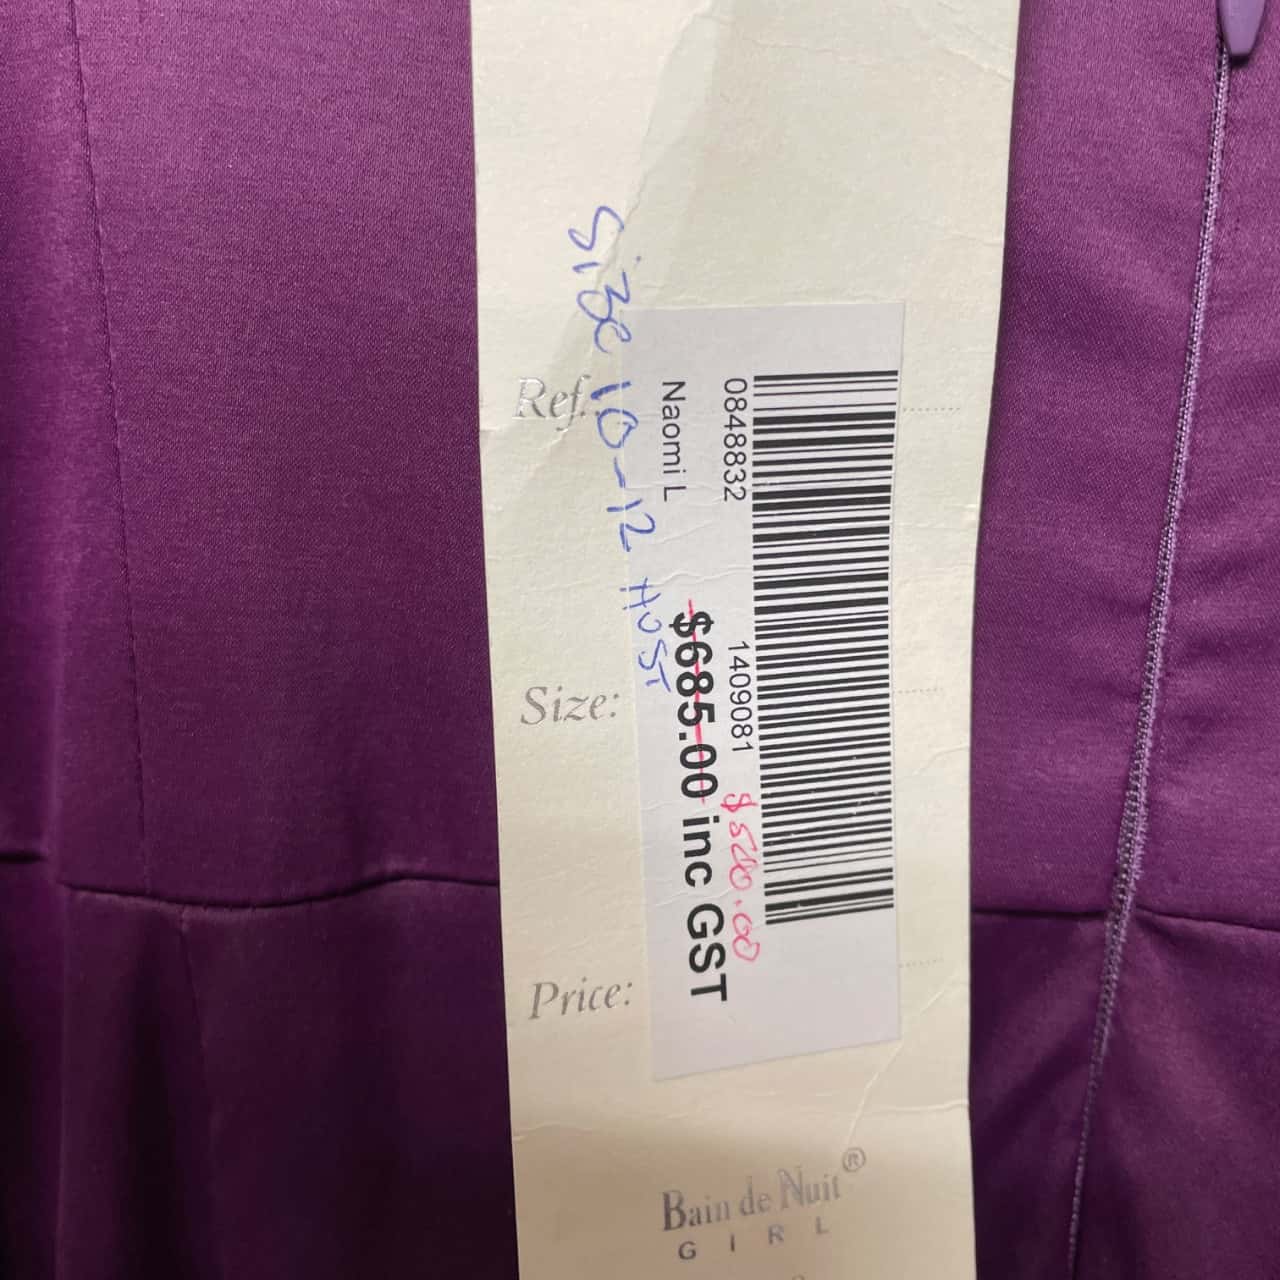 Size 10-12 HUST
Ref.:
Size:
Price:
0848832
1409081
Naomi L
$685.00 inc GST
$500.00
Bain de Nuit®
GIRL